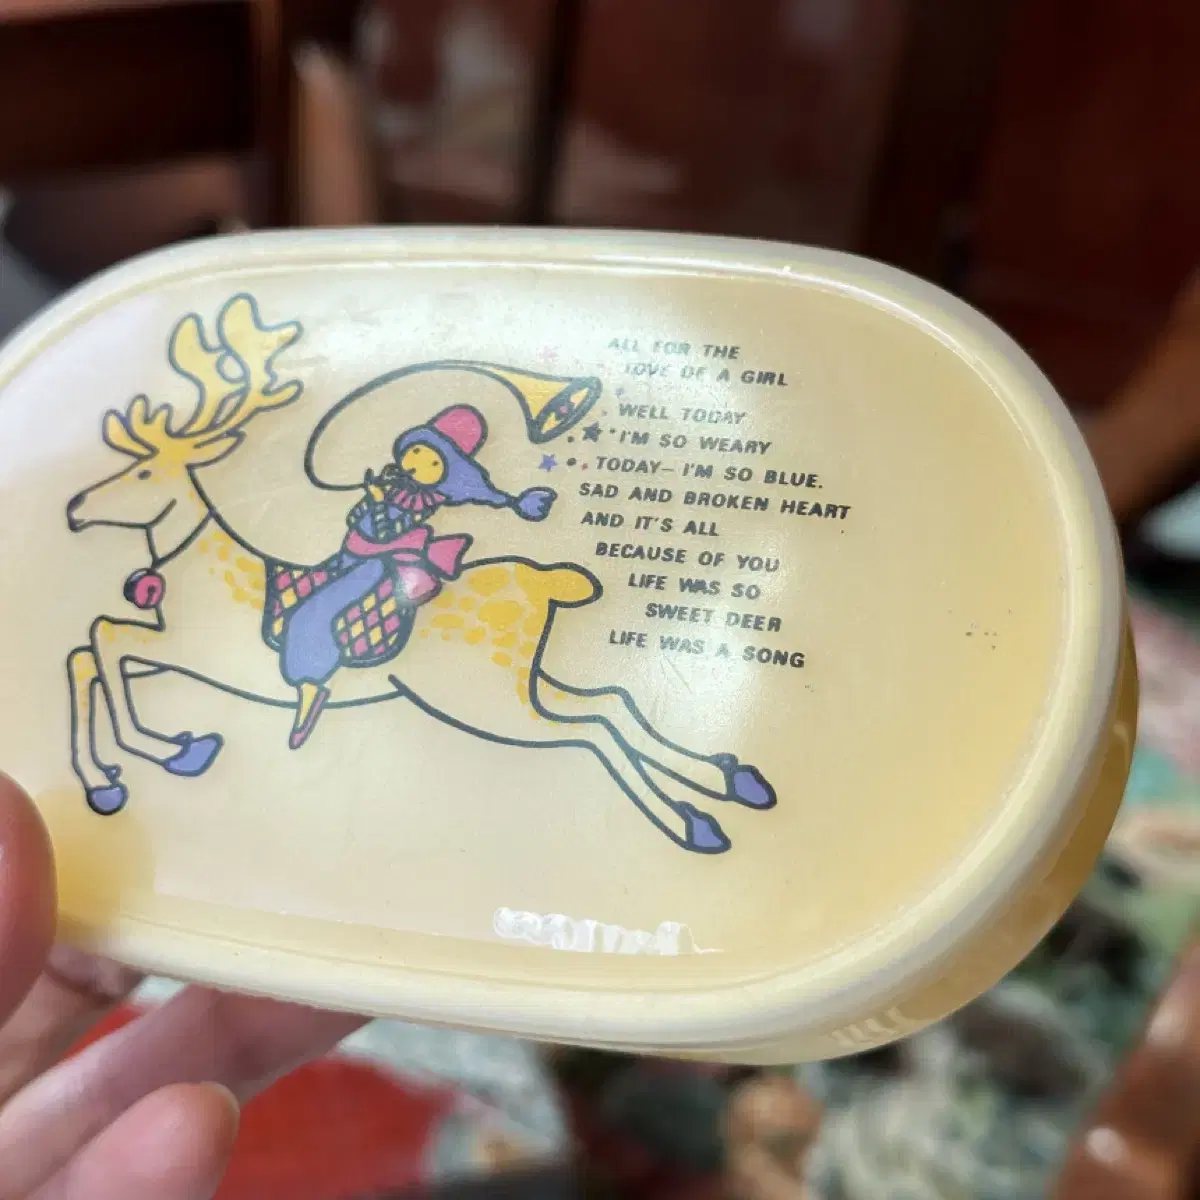 ALL FOR THE
LOVE OF A GIRL
WELL TODAY
I'M SO WEARY
TODAY– I'M SO BLUE.
SAD AND BROKEN HEART
AND IT'S ALL
BECAUSE OF YOU
LIFE WAS SO
SWEET DEER
LIFE WAS A SONG